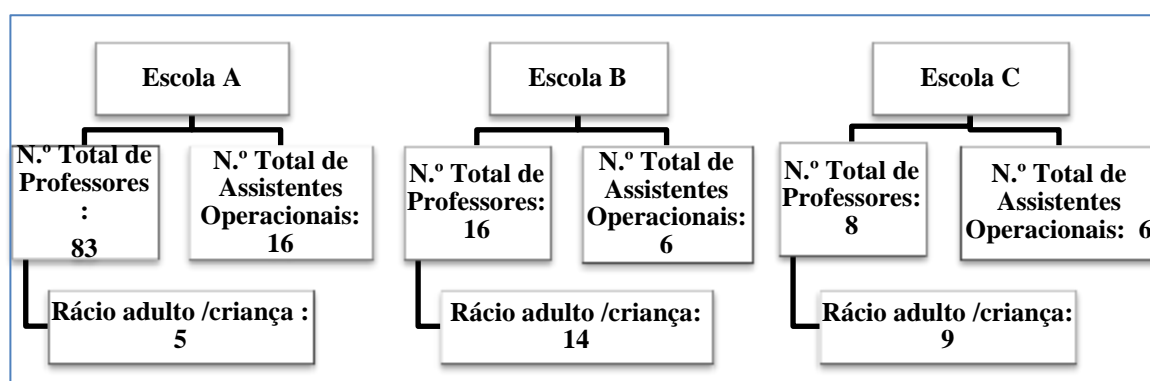 Escola A
N.º Total de
Professores
:
83
N.º Total de
Assistentes
Operacionais:
16
Rácio adulto /criança :
5
Escola B
N.º Total de
Professores:
16
N.º Total de
Assistentes
Operacionais:
6
Rácio adulto /criança:
14
Escola C
N.º Total de
Professores:
8
N.º Total de
Assistentes
Operacionais: 6
Rácio adulto /criança:
9